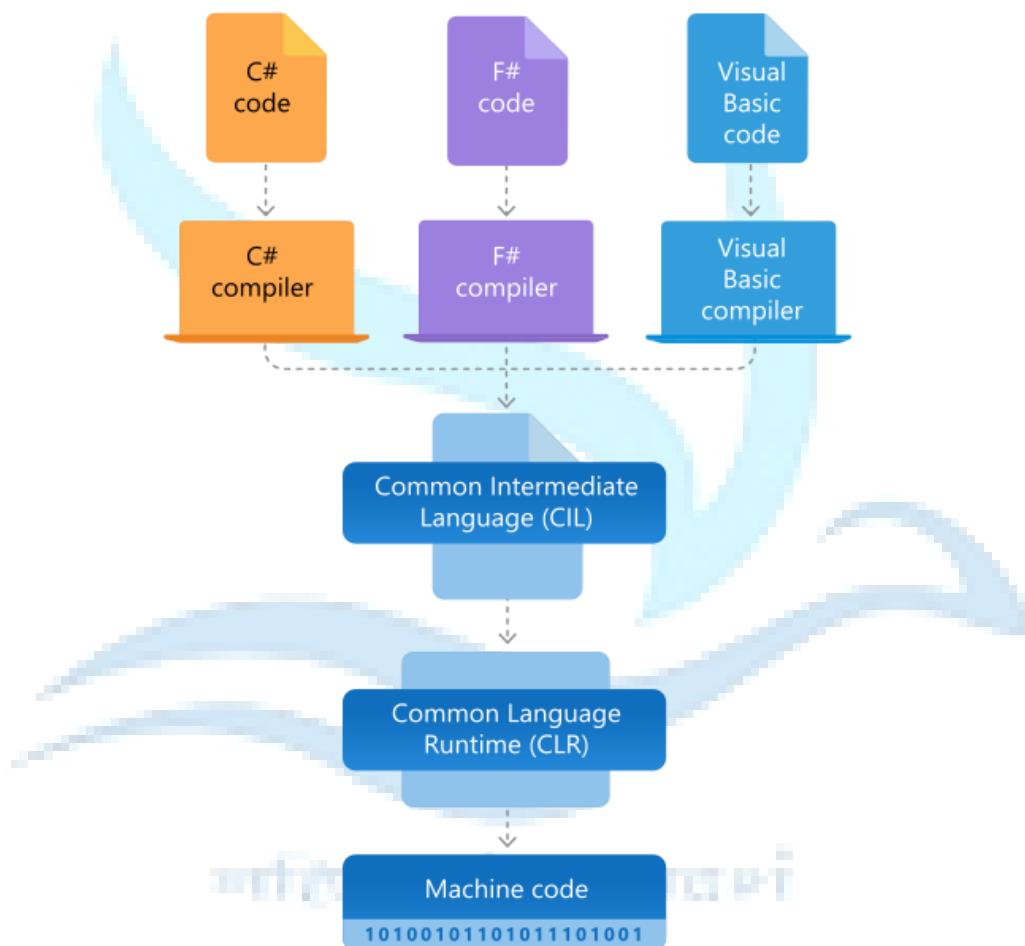 C#
code
F#
code
Visual
Basic
code
C#
compiler
F#
compiler
Visual
Basic
compiler
Common Intermediate
Language (CIL)
Common Language
Runtime (CLR)
Machine code
101001011010111101001